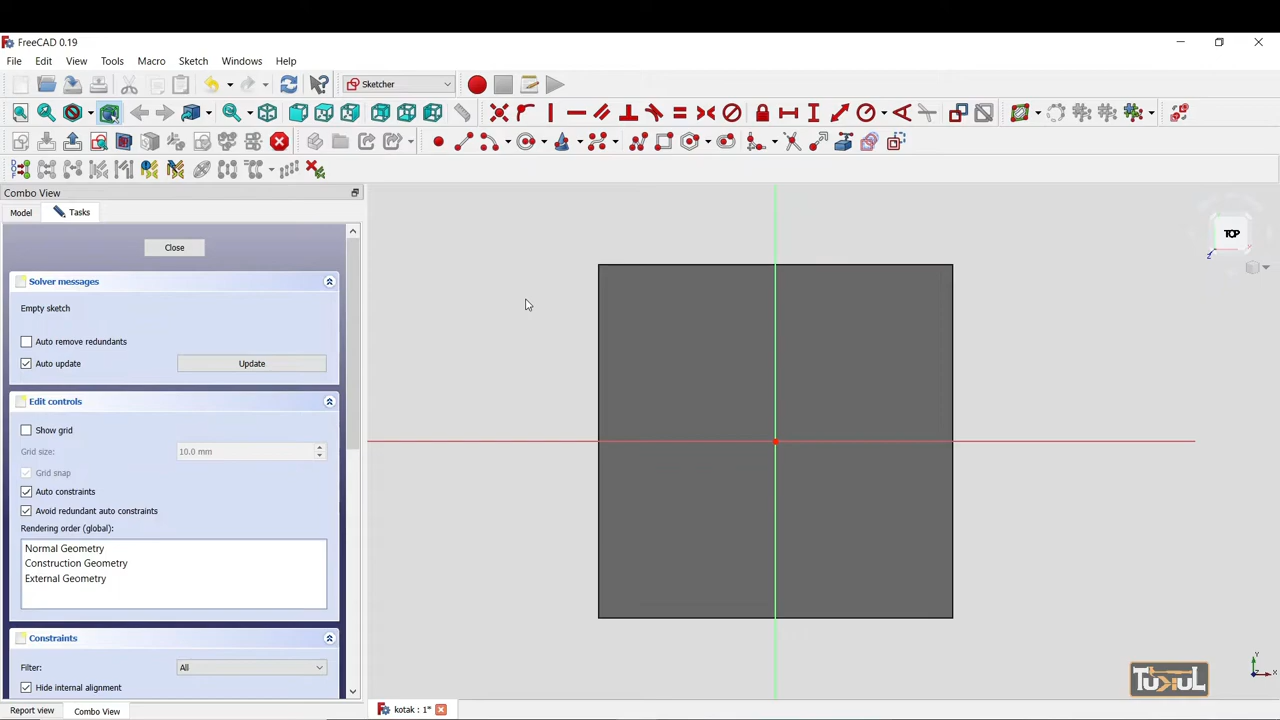 FreeCAD 0.19
File Edit View Tools Macro Sketch Windows Help
Sketcher
Combo View
Model Tasks
Close
Solver messages
Empty sketch
Auto remove redundants
Auto update Update
Edit controls
Show grid
Grid size: 10.0 mm
Grid snap
Auto constraints
Avoid redundant auto constraints
Rendering order (global):
Normal Geometry
Construction Geometry
External Geometry
Constraints
Filter: All
Hide internal alignment
Report view Combo View
kotak : 1*
TOP
Z
Y
X
TUKUL